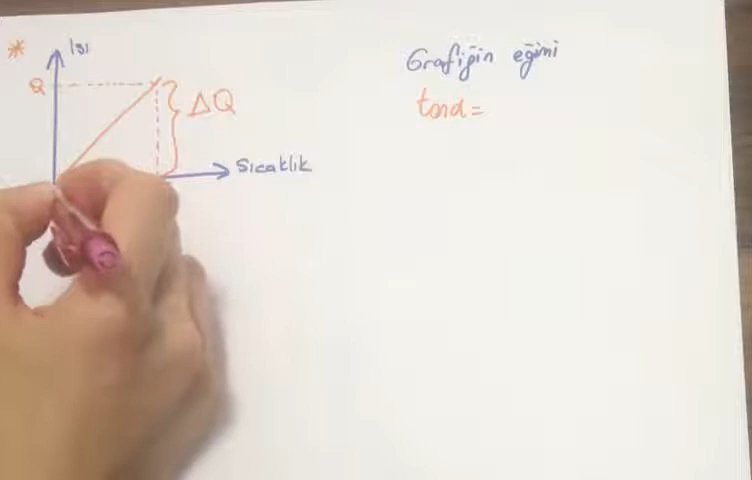 * Isı
Q
ΔQ
Sıcaklık
Grafiğin eğimi
tanα=